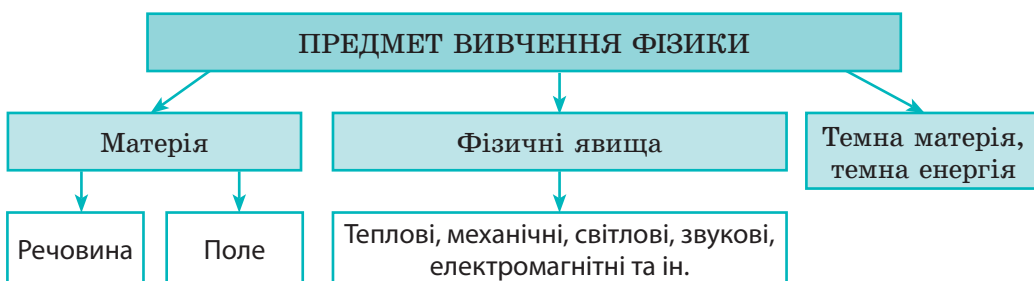 ПРЕДМЕТ ВИВЧЕННЯ ФІЗИКИ
Матерія
Фізичні явища
Темна матерія,
темна енергія
Речовина
Поле
Теплові, механічні, світлові, звукові,
електромагнітні та ін.